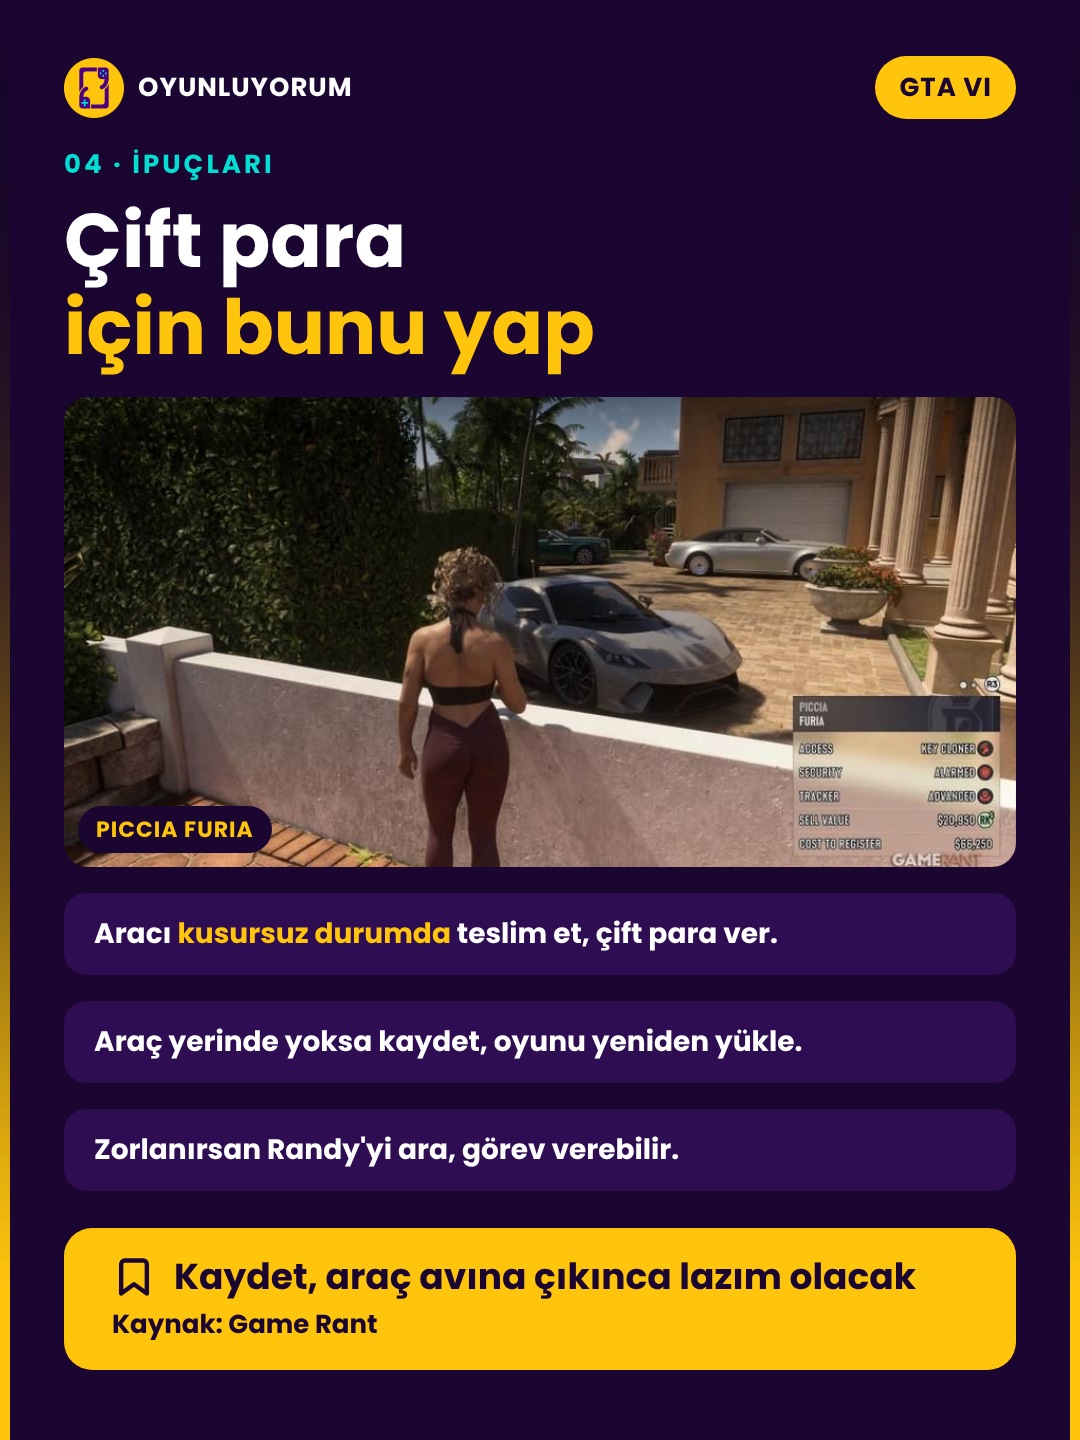 OYUNLUYORUM
GTA VI
04 · İPUÇLARI
Çift para
için bunu yap
R3
PICCIA
FURIA
ACCESS KEY CLONER
SECURITY ALARMED
TRACKER ADVANCED
SELL VALUE $20,950
COST TO REGISTER $66,250
GAMERANT
PICCIA FURIA
Aracı kusursuz durumda teslim et, çift para ver.
Araç yerinde yoksa kaydet, oyunu yeniden yükle.
Zorlanırsan Randy'yi ara, görev verebilir.
Kaydet, araç avına çıkınca lazım olacak
Kaynak: Game Rant